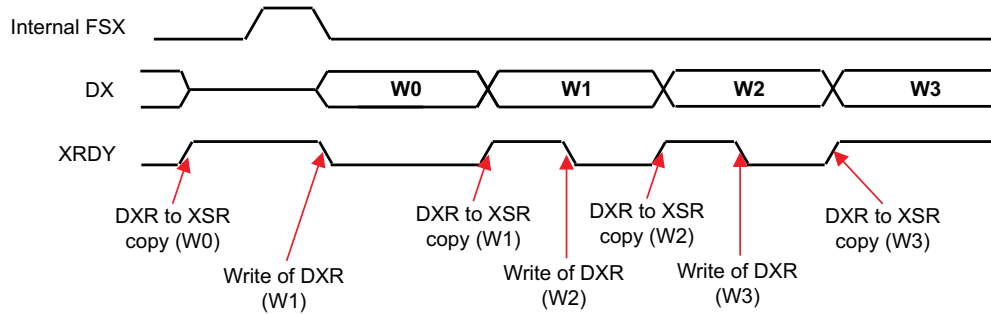 Internal FSX
DX
W0
W1
W2
W3
XRDY
DXR to XSR
copy (W0)
Write of DXR
(W1)
DXR to XSR
copy (W1)
Write of DXR
(W2)
DXR to XSR
copy (W2)
Write of DXR
(W3)
DXR to XSR
copy (W3)